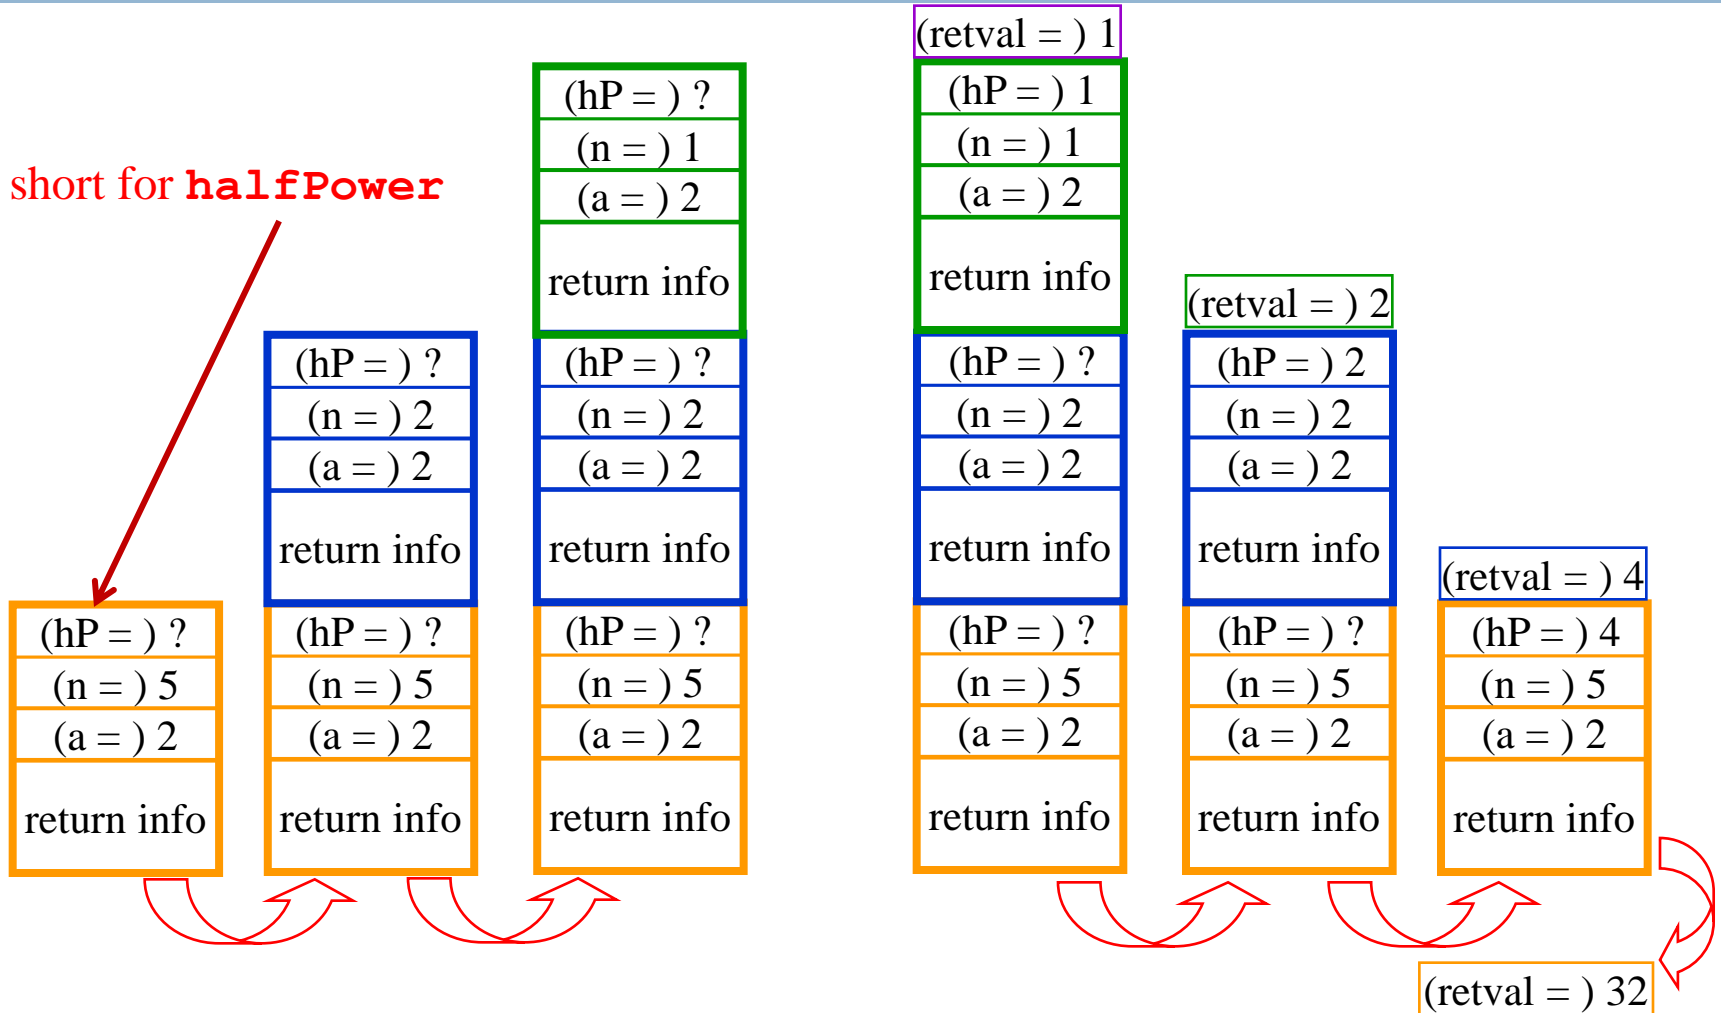 short for halfPower
(hP = ) ?
(n = ) 5
(a = ) 2
return info
(hP = ) ?
(n = ) 2
(a = ) 2
return info
(hP = ) ?
(n = ) 5
(a = ) 2
return info
(hP = ) ?
(n = ) 1
(a = ) 2
return info
(hP = ) ?
(n = ) 2
(a = ) 2
return info
(hP = ) ?
(n = ) 5
(a = ) 2
return info
(retval = ) 1
(hP = ) 1
(n = ) 1
(a = ) 2
return info
(hP = ) ?
(n = ) 2
(a = ) 2
return info
(hP = ) ?
(n = ) 5
(a = ) 2
return info
(retval = ) 2
(hP = ) 2
(n = ) 2
(a = ) 2
return info
(hP = ) ?
(n = ) 5
(a = ) 2
return info
(retval = ) 4
(hP = ) 4
(n = ) 5
(a = ) 2
return info
(retval = ) 32